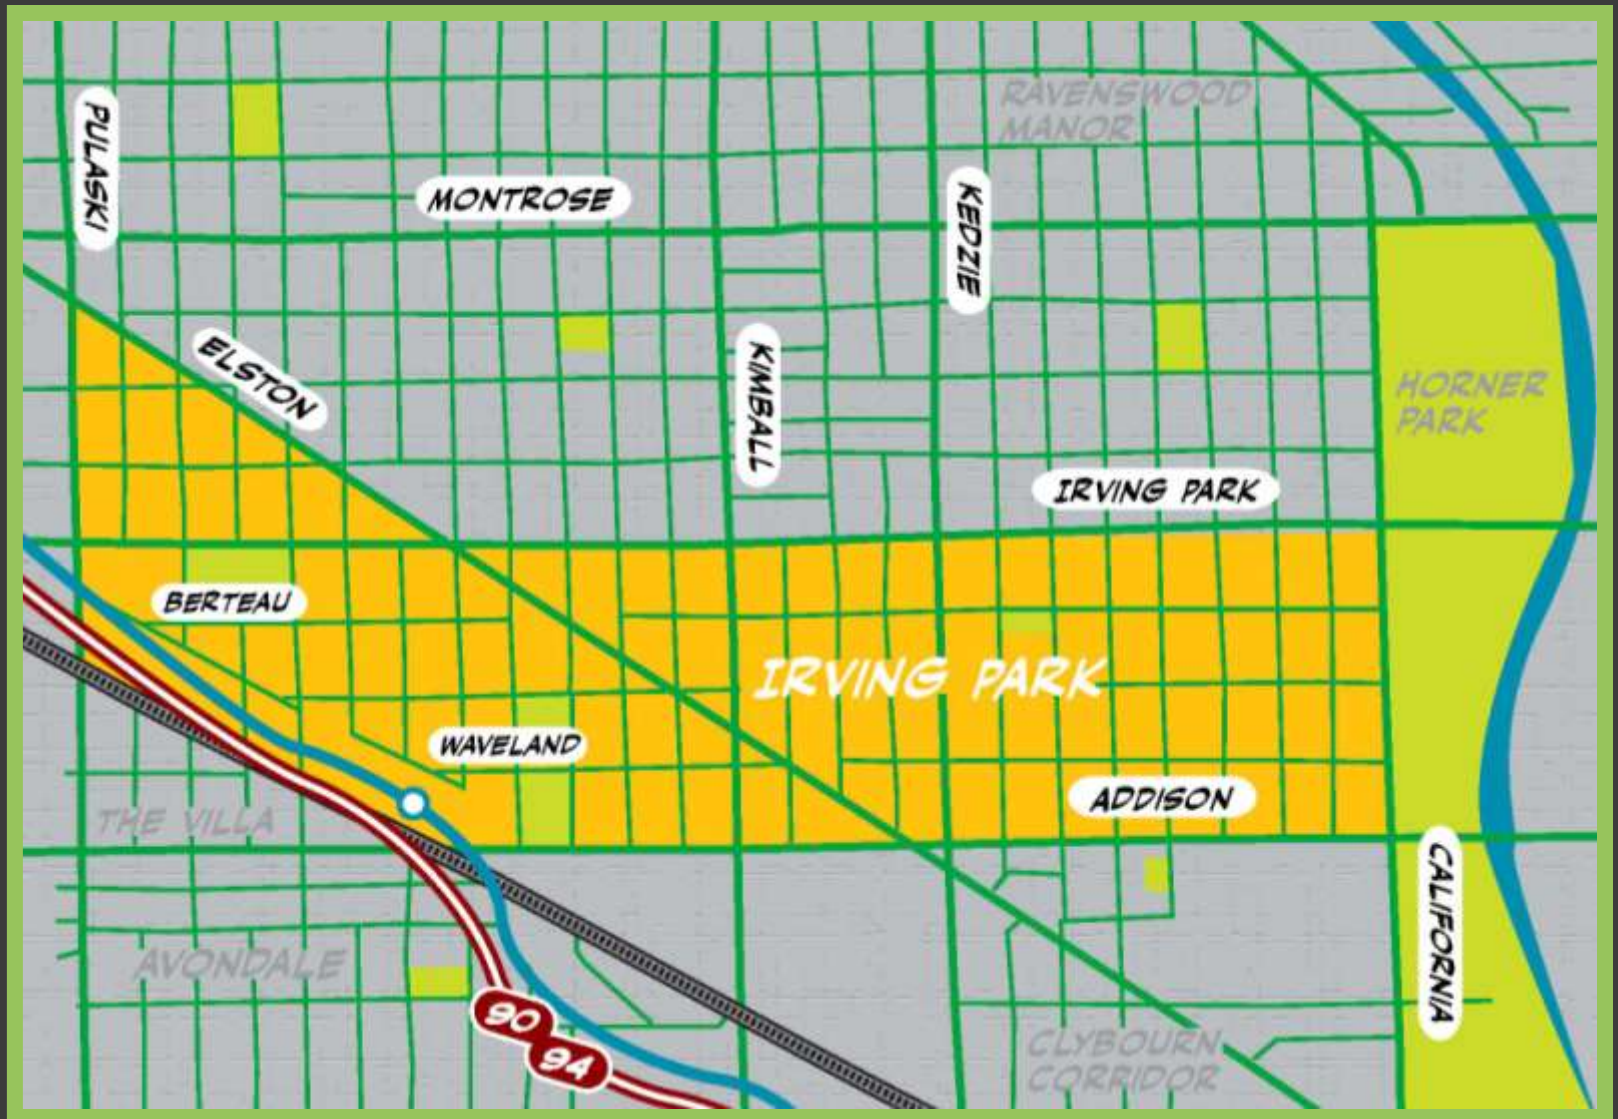 RAVENSWOOD
MANOR
PULASKI
MONTROSE
KEDZIE
ELSTON
KIMBALL
HORNER
PARK
IRVING PARK
BERTEAU
IRVING PARK
WAVELAND
ADDISON
THE VILLA
CALIFORNIA
AVONDALE
90
94
CLYBOURN
CORRIDOR